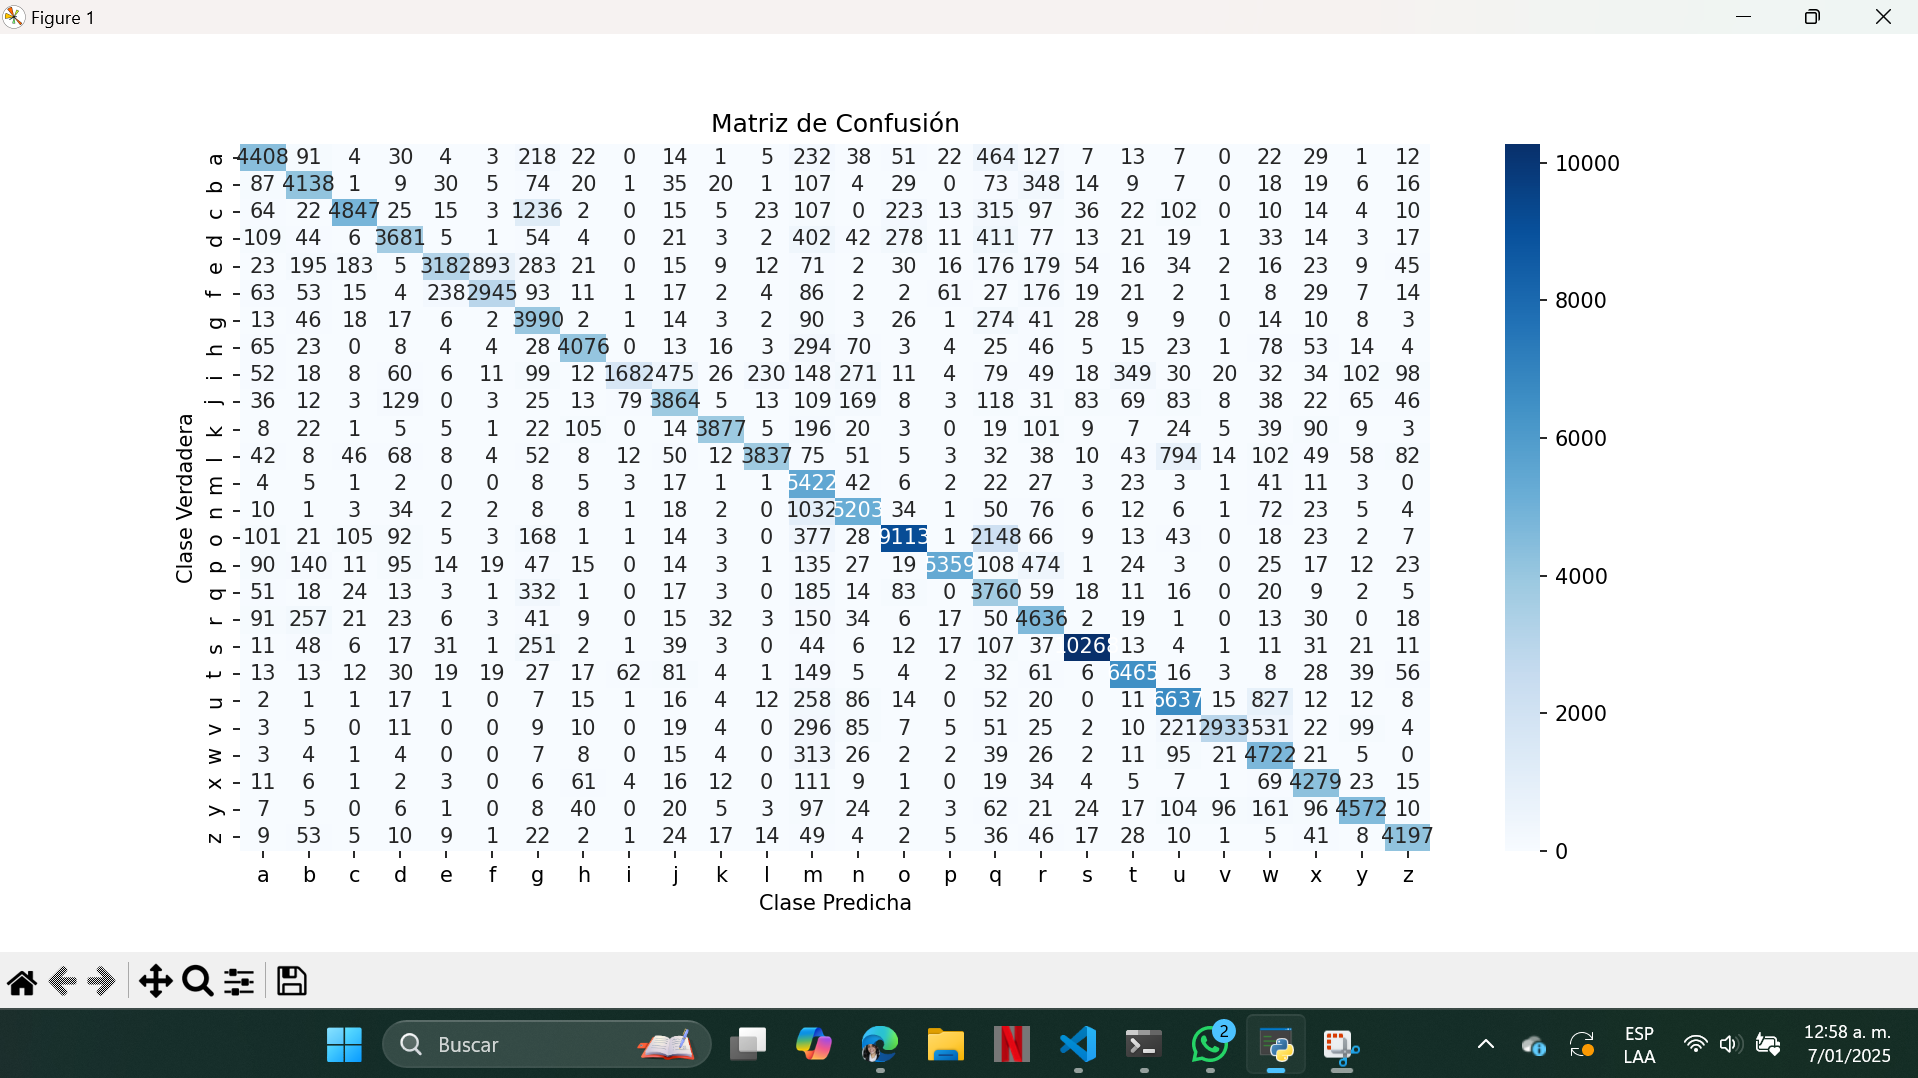 Figure 1
Matriz de Confusión
a 4408 91 4 30 4 3 218 22 0 14 1 5 232 38 51 22 464 127 7 13 7 0 22 29 1 12
b 87 4138 1 9 30 5 74 20 1 35 20 1 107 4 29 0 73 348 14 9 7 0 18 19 6 16
c 64 22 4847 25 15 3 1236 2 0 15 5 23 107 0 223 13 315 97 36 22 102 0 10 14 4 10
d 109 44 6 3681 5 1 54 4 0 21 3 2 402 42 278 11 411 77 13 21 19 1 33 14 3 17
e 23 195 183 5 3182 893 283 21 0 15 9 12 71 2 30 16 176 179 54 16 34 2 16 23 9 45
f 63 53 15 4 238 2945 93 11 1 17 2 4 86 2 2 61 27 176 19 21 2 1 8 29 7 14
g 13 46 18 17 6 2 3990 2 1 14 3 2 90 3 26 1 274 41 28 9 9 0 14 10 8 3
h 65 23 0 8 4 4 28 4076 0 13 16 3 294 70 3 4 25 46 5 15 23 1 78 53 14 4
i 52 18 8 60 6 11 99 12 1682 475 26 230 148 271 11 4 79 49 18 349 30 20 32 34 102 98
j 36 12 3 129 0 3 25 13 79 3864 5 13 109 169 8 3 118 31 83 69 83 8 38 22 65 46
k 8 22 1 5 5 1 22 105 0 14 3877 5 196 20 3 0 19 101 9 7 24 5 39 90 9 3
l 42 8 46 68 8 4 52 8 12 50 12 3837 75 51 5 3 32 38 10 43 794 14 102 49 58 82
m 4 5 1 2 0 0 8 5 3 17 1 1 5422 42 6 2 22 27 3 23 3 1 41 11 3 0
n 10 1 3 34 2 2 8 8 1 18 2 0 1032 5203 34 1 50 76 6 12 6 1 72 23 5 4
o 101 21 105 92 5 3 168 1 1 14 3 0 377 28 9113 1 2148 66 9 13 43 0 18 23 2 7
p 90 140 11 95 14 19 47 15 0 14 3 1 135 27 19 5359 108 474 1 24 3 0 25 17 12 23
q 51 18 24 13 3 1 332 1 0 17 3 0 185 14 83 0 3760 59 18 11 16 0 20 9 2 5
r 91 257 21 23 6 3 41 9 0 15 32 3 150 34 6 17 50 4636 2 19 1 0 13 30 0 18
s 11 48 6 17 31 1 251 2 1 39 3 0 44 6 12 17 107 37 10268 13 4 1 11 31 21 11
t 13 13 12 30 19 19 27 17 62 81 4 1 149 5 4 2 32 61 6 6465 16 3 8 28 39 56
u 2 1 1 17 1 0 7 15 1 16 4 12 258 86 14 0 52 20 0 11 6637 15 827 12 12 8
v 3 5 0 11 0 0 9 10 0 19 4 0 296 85 7 5 51 25 2 10 221 2933 531 22 99 4
w 3 4 1 4 0 0 7 8 0 15 4 0 313 26 2 2 39 26 2 11 95 21 4722 21 5 0
x 11 6 1 2 3 0 6 61 4 16 12 0 111 9 1 0 19 34 4 5 7 1 69 4279 23 15
y 7 5 0 6 1 0 8 40 0 20 5 3 97 24 2 3 62 21 24 17 104 96 161 96 4572 10
z 9 53 5 10 9 1 22 2 1 24 17 14 49 4 2 5 36 46 17 28 10 1 5 41 8 4197
a b c d e f g h i j k l m n o p q r s t u v w x y z
Clase Predicha
Clase Verdadera
10000
8000
6000
4000
2000
0
Buscar
2
ESP
LAA
12:58 a. m.
7/01/2025